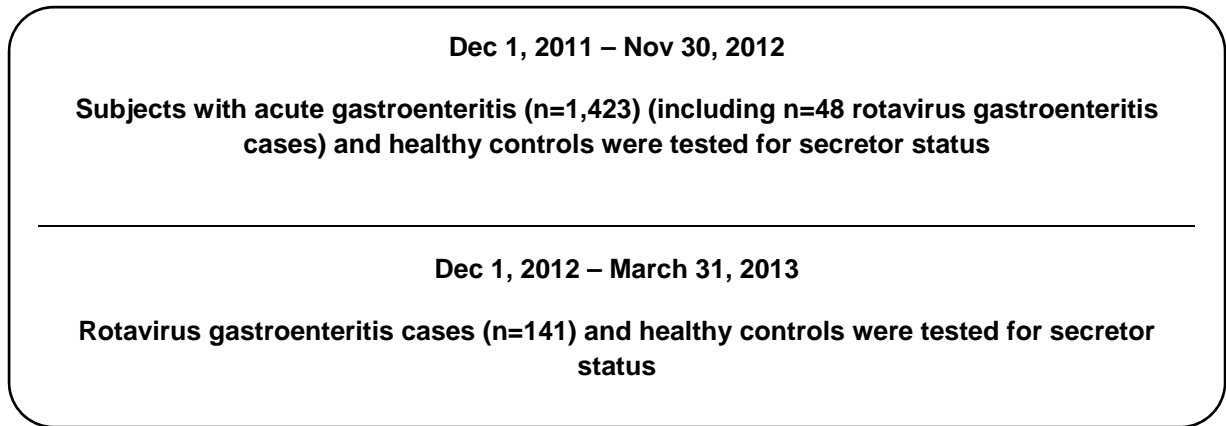 Dec 1, 2011 – Nov 30, 2012
Subjects with acute gastroenteritis (n=1,423) (including n=48 rotavirus gastroenteritis
cases) and healthy controls were tested for secretor status
Dec 1, 2012 – March 31, 2013
Rotavirus gastroenteritis cases (n=141) and healthy controls were tested for secretor
status